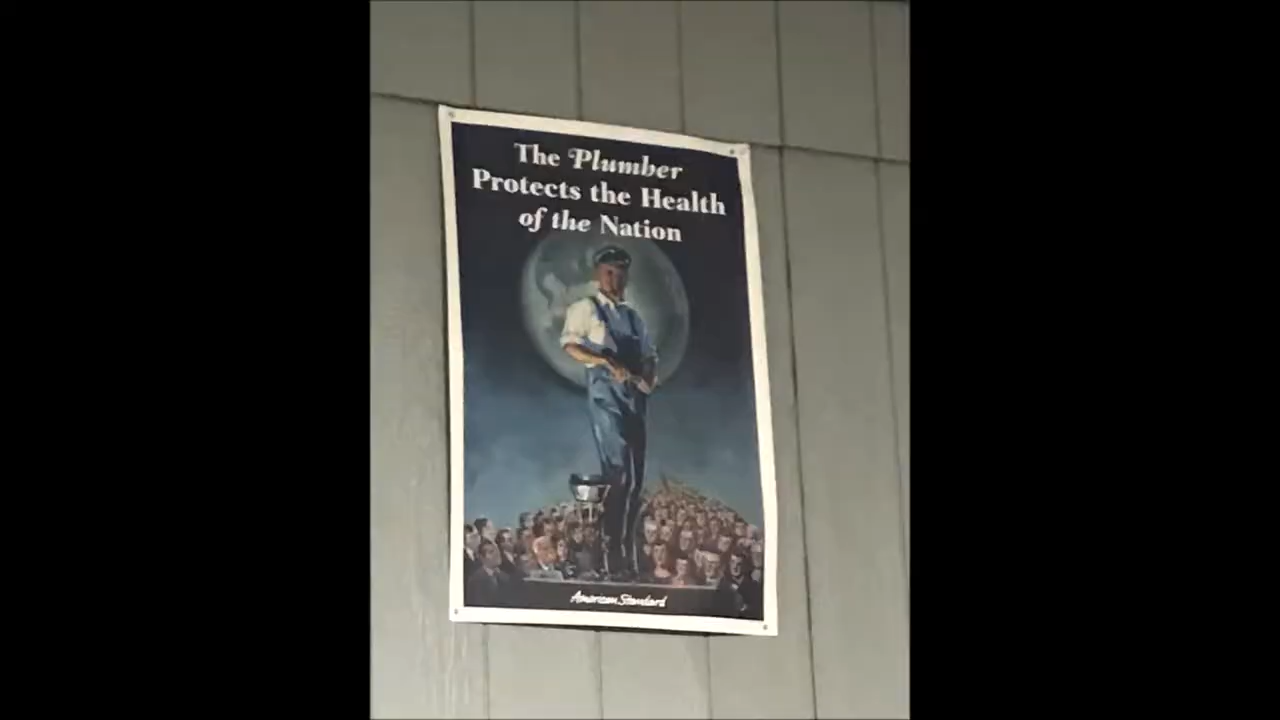 The Plumber
Protects the Health
of the Nation
American Standard